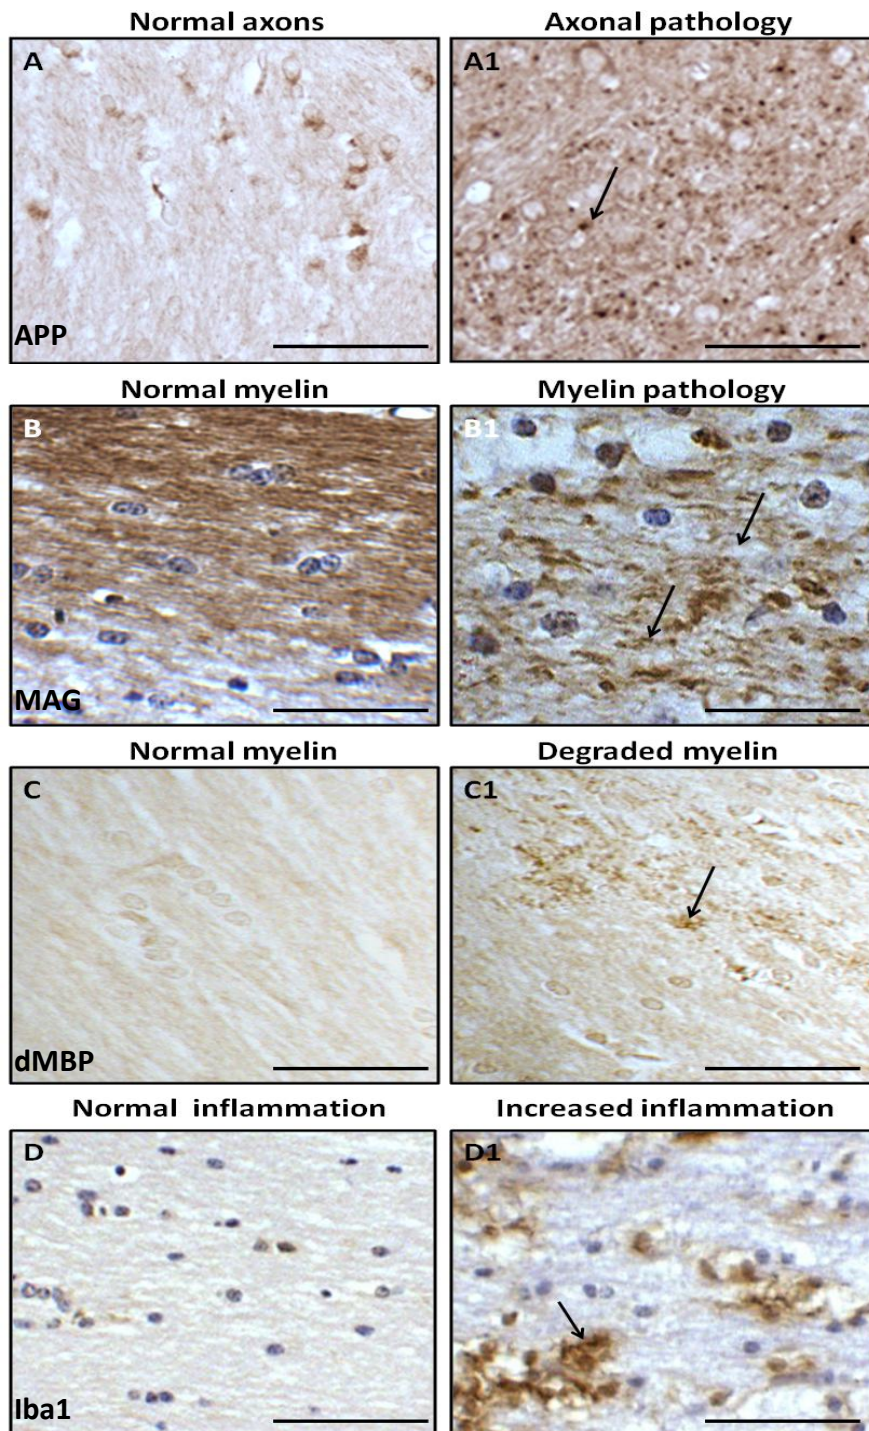 Normal axons
Axonal pathology
A
A1
APP
Normal myelin
Myelin pathology
B
B1
MAG
Normal myelin
Degraded myelin
C
C1
dMBP
Normal inflammation
Increased inflammation
D
D1
Iba1